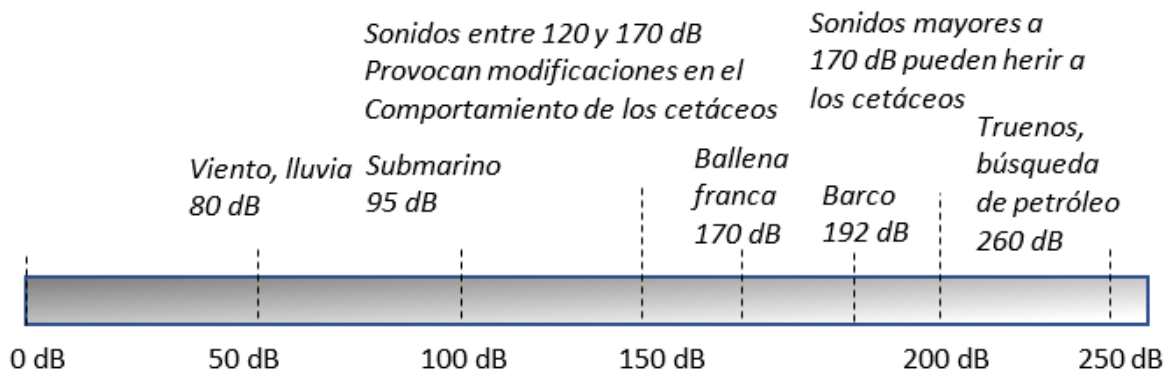 Sonidos entre 120 y 170 dB
Provocan modificaciones en el
Comportamiento de los cetáceos
Sonidos mayores a
170 dB pueden herir a
los cetáceos
Viento, lluvia
80 dB
Submarino
95 dB
Ballena
franca
170 dB
Barco
192 dB
Truenos,
búsqueda
de petróleo
260 dB
0 dB
50 dB
100 dB
150 dB
200 dB
250 dB